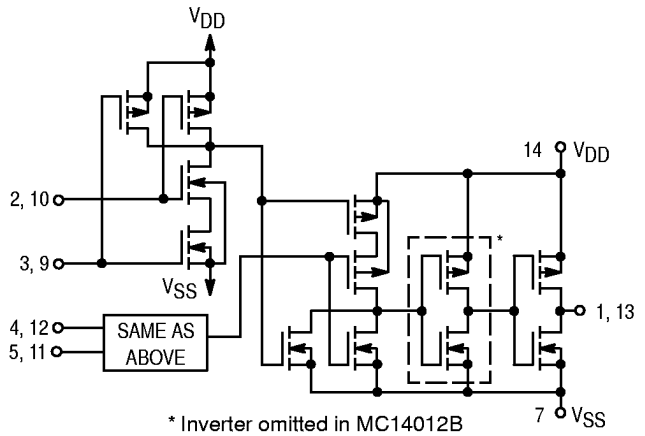 VDD
14
VDD
2, 10
3, 9
VSS
*
1, 13
4, 12
5, 11
SAME AS
ABOVE
7
VSS
* Inverter omitted in MC14012B